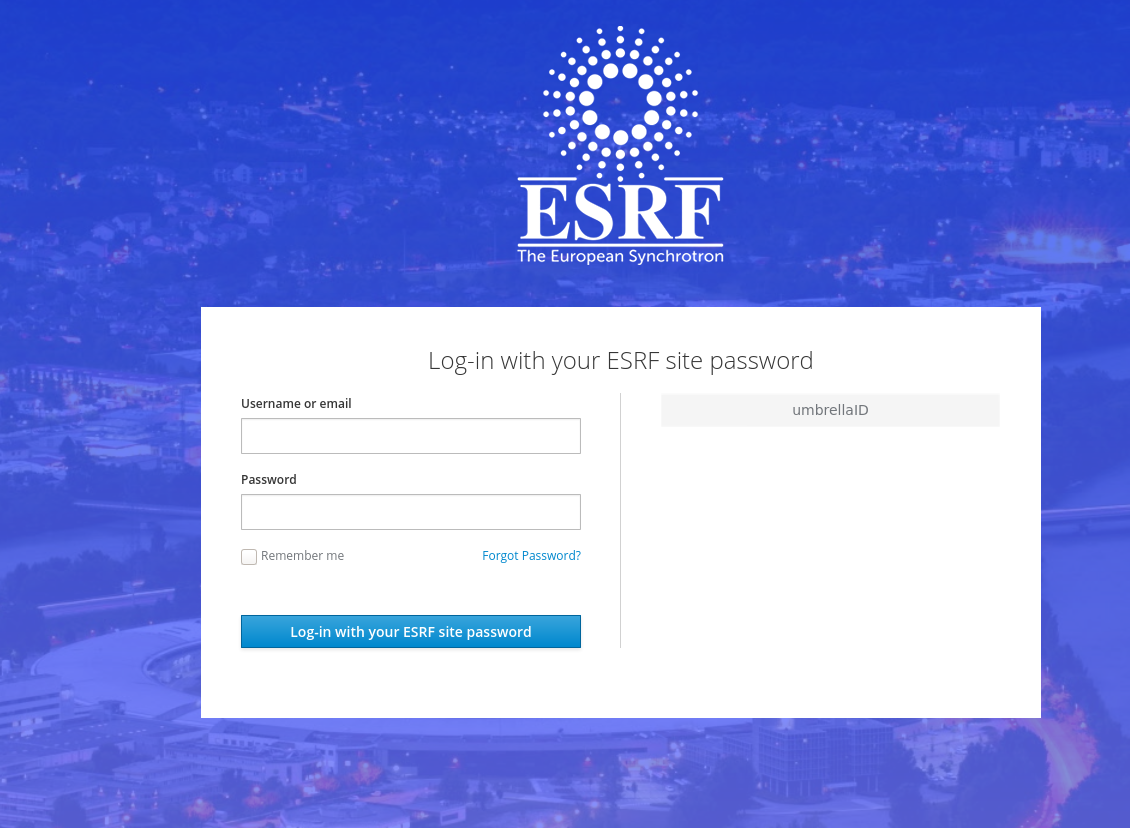 ESRF
The European Synchrotron
Log-in with your ESRF site password
Username or email
Password
Remember me
Forgot Password?
Log-in with your ESRF site password
umbrellaID